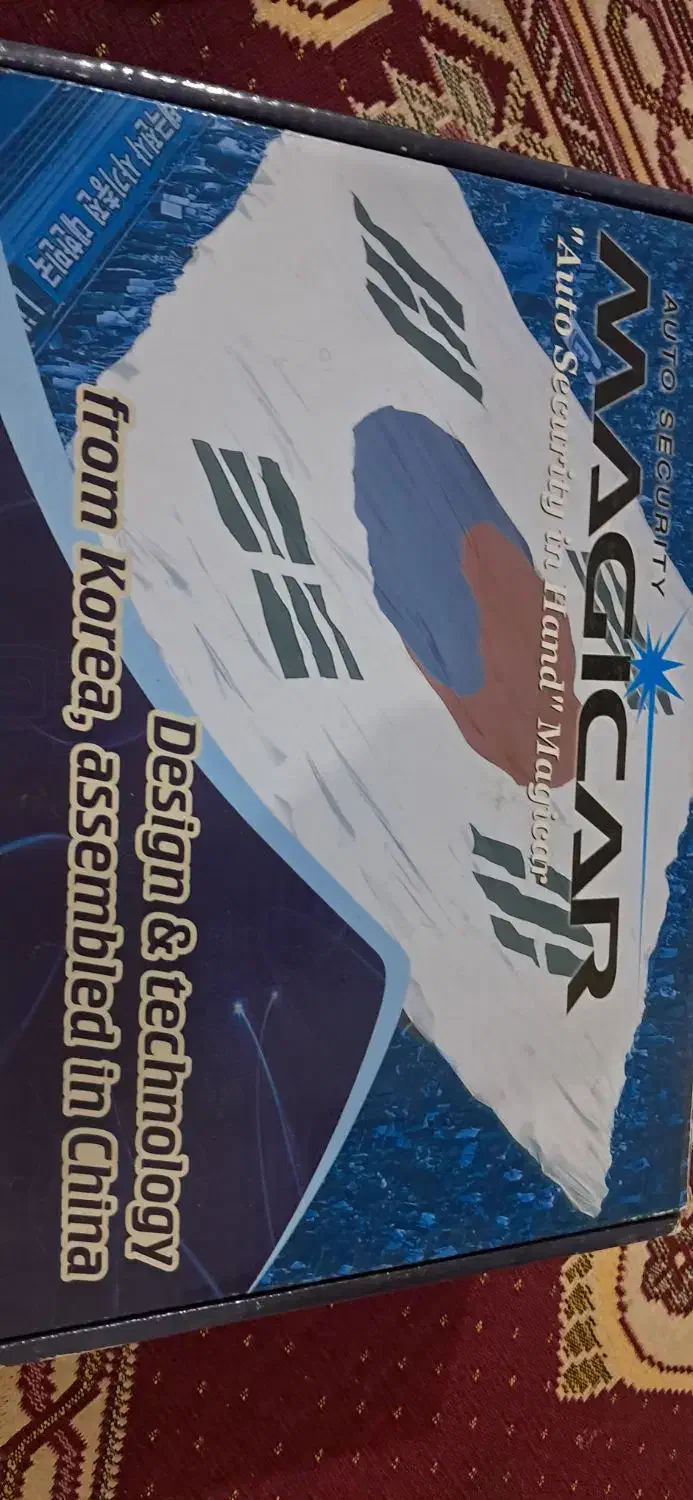 AUTO SECURITY
MAGICAR
"Auto Security in Hand" Magicar
Design & technology
from Korea, assembled in China